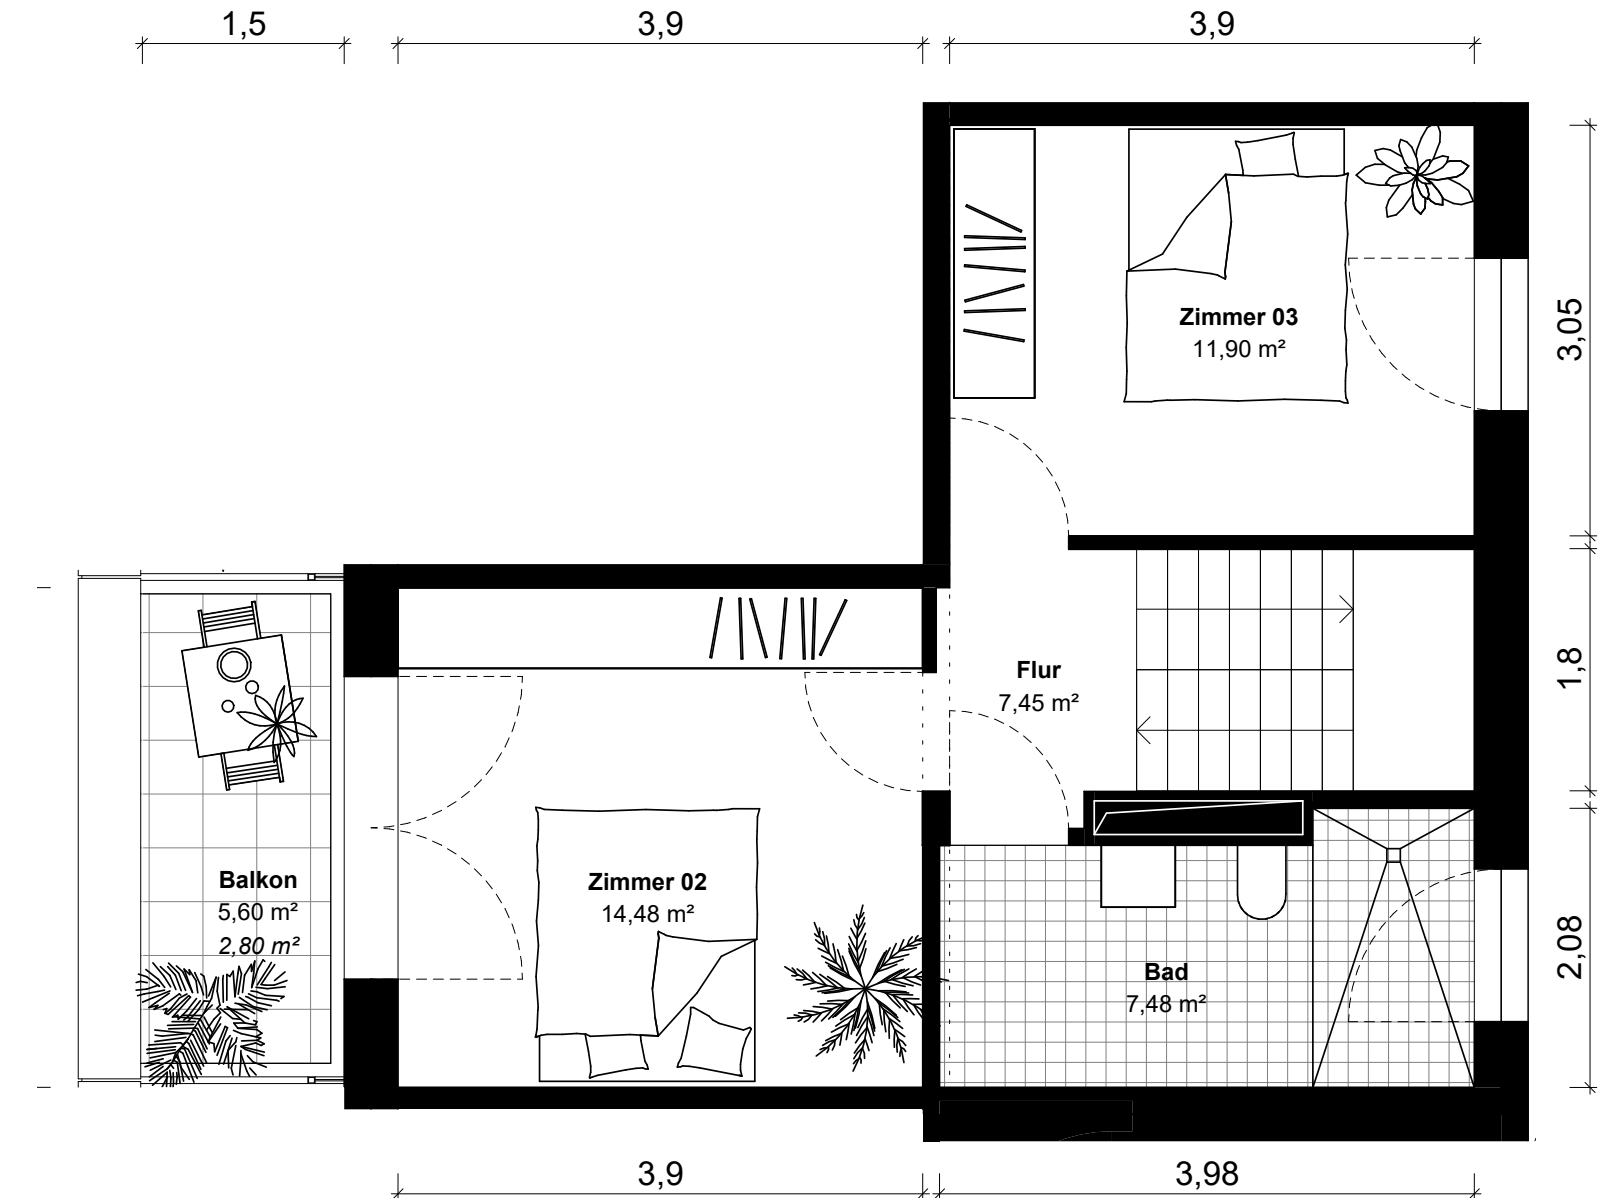 1,5
3,9
3,9
Zimmer 03
11,90 m²
3,05
Flur
7,45 m²
1,8
Balkon
5,60 m²
2,80 m²
Zimmer 02
14,48 m²
Bad
7,48 m²
2,08
3,9
3,98